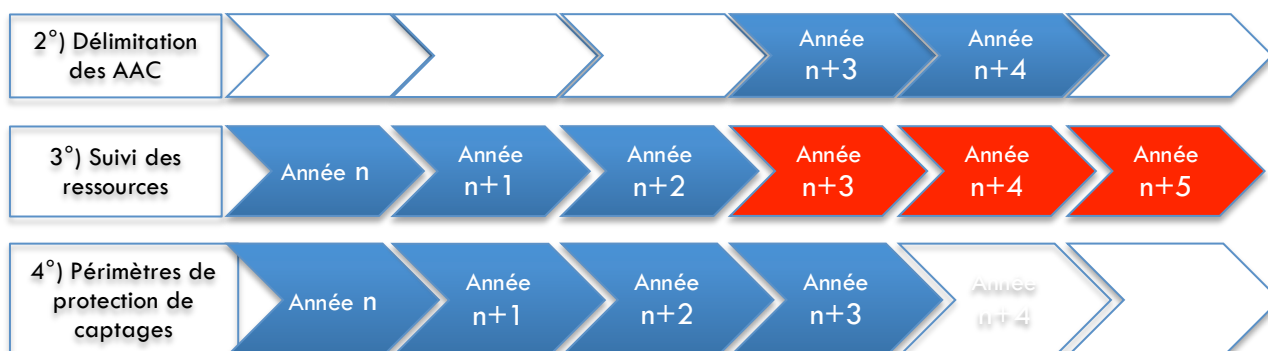 2°) Délimitation
des AAC
Année
n+3
Année
n+4
3°) Suivi des
ressources
Année n
Année
n+1
Année
n+2
Année
n+3
Année
n+4
Année
n+5
4°) Périmètres de
protection de
captages
Année n
Année
n+1
Année
n+2
Année
n+3
Année
n+4